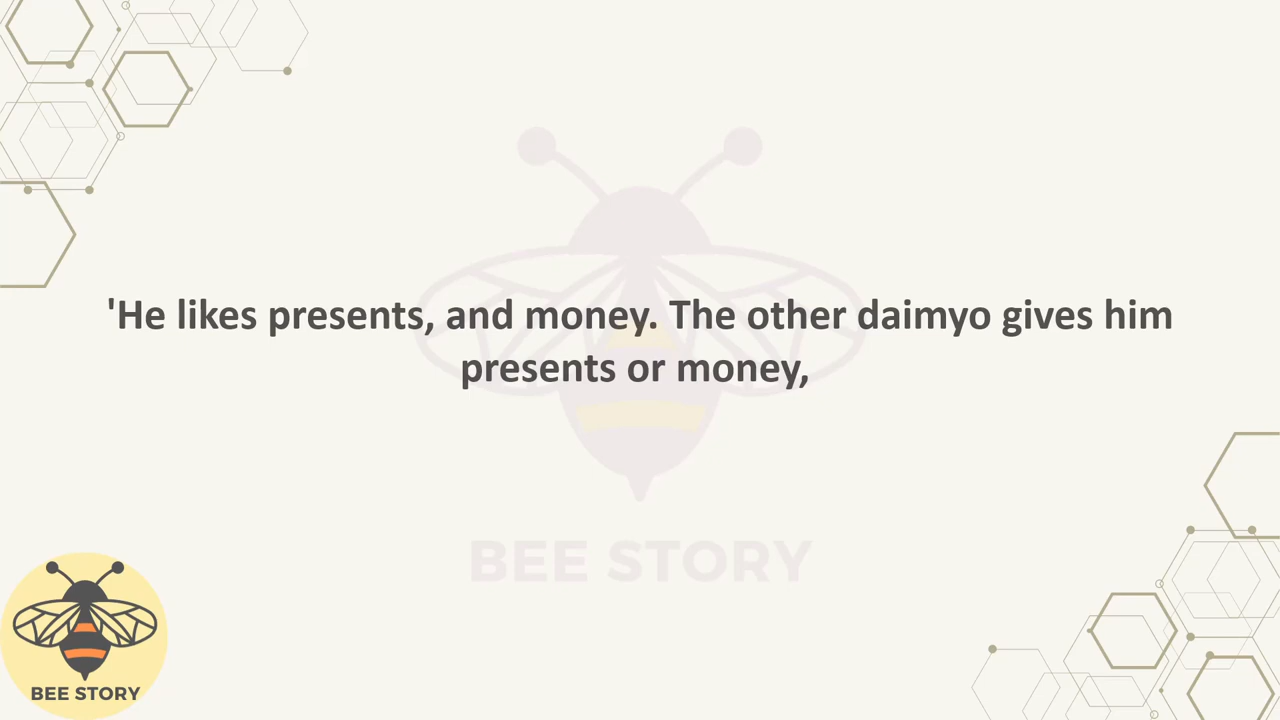 'He likes presents, and money. The other daimyo gives him
presents or money,
BEE STORY
BEE STORY